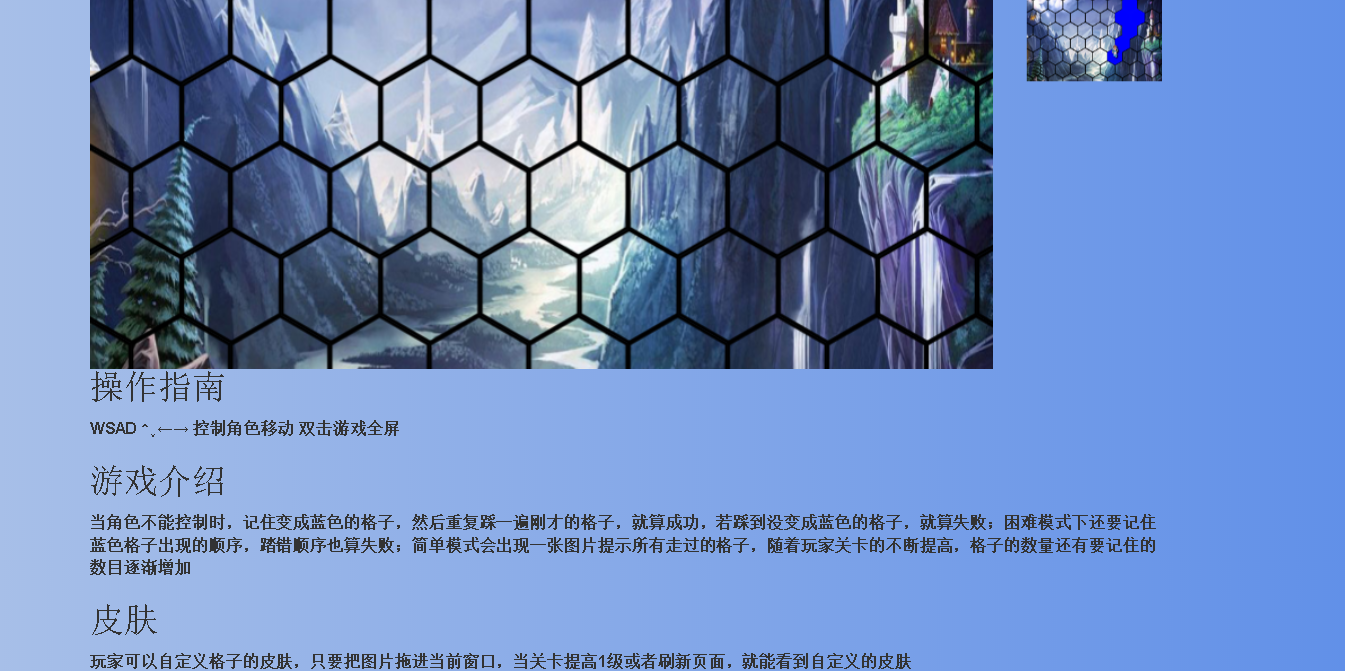 操作指南
WSAD ^ˬ←→ 控制角色移动 双击游戏全屏
游戏介绍
当角色不能控制时，记住变成蓝色的格子，然后重复踩一遍刚才的格子，就算成功，若踩到没变成蓝色的格子，就算失败；困难模式下还要记住
蓝色格子出现的顺序，踏错顺序也算失败；简单模式会出现一张图片提示所有走过的格子，随着玩家关卡的不断提高，格子的数量还有要记住的
数目逐渐增加
皮肤
玩家可以自定义格子的皮肤，只要把图片拖进当前窗口，当关卡提高1级或者刷新页面，就能看到自定义的皮肤